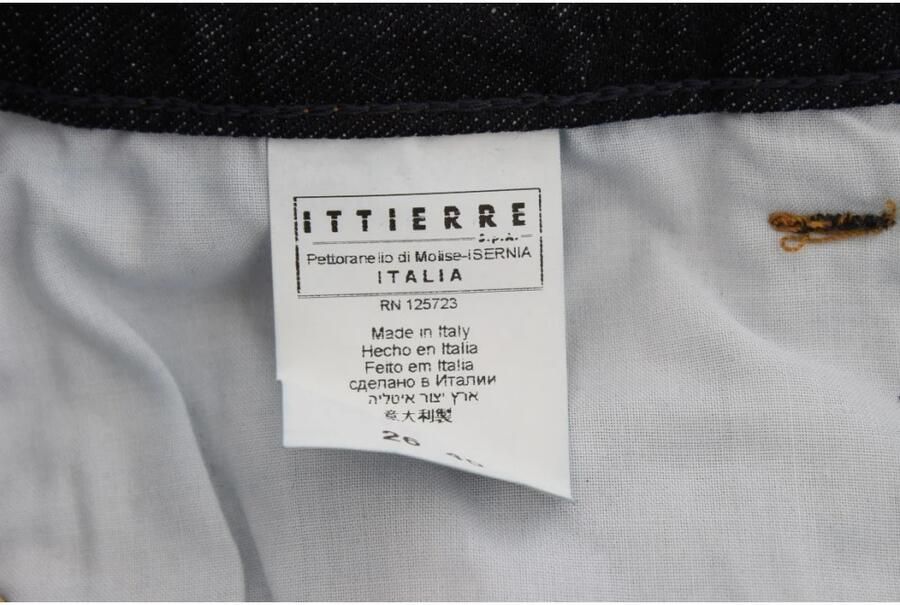 ITTIERRE
S.p.A.
Pettoranello di Molise-ISERNIA
ITALIA
RN 125723
Made in Italy
Hecho en Italia
Feito em Italia
сделано в Италии
ארץ יצור איטליה
意大利製
26